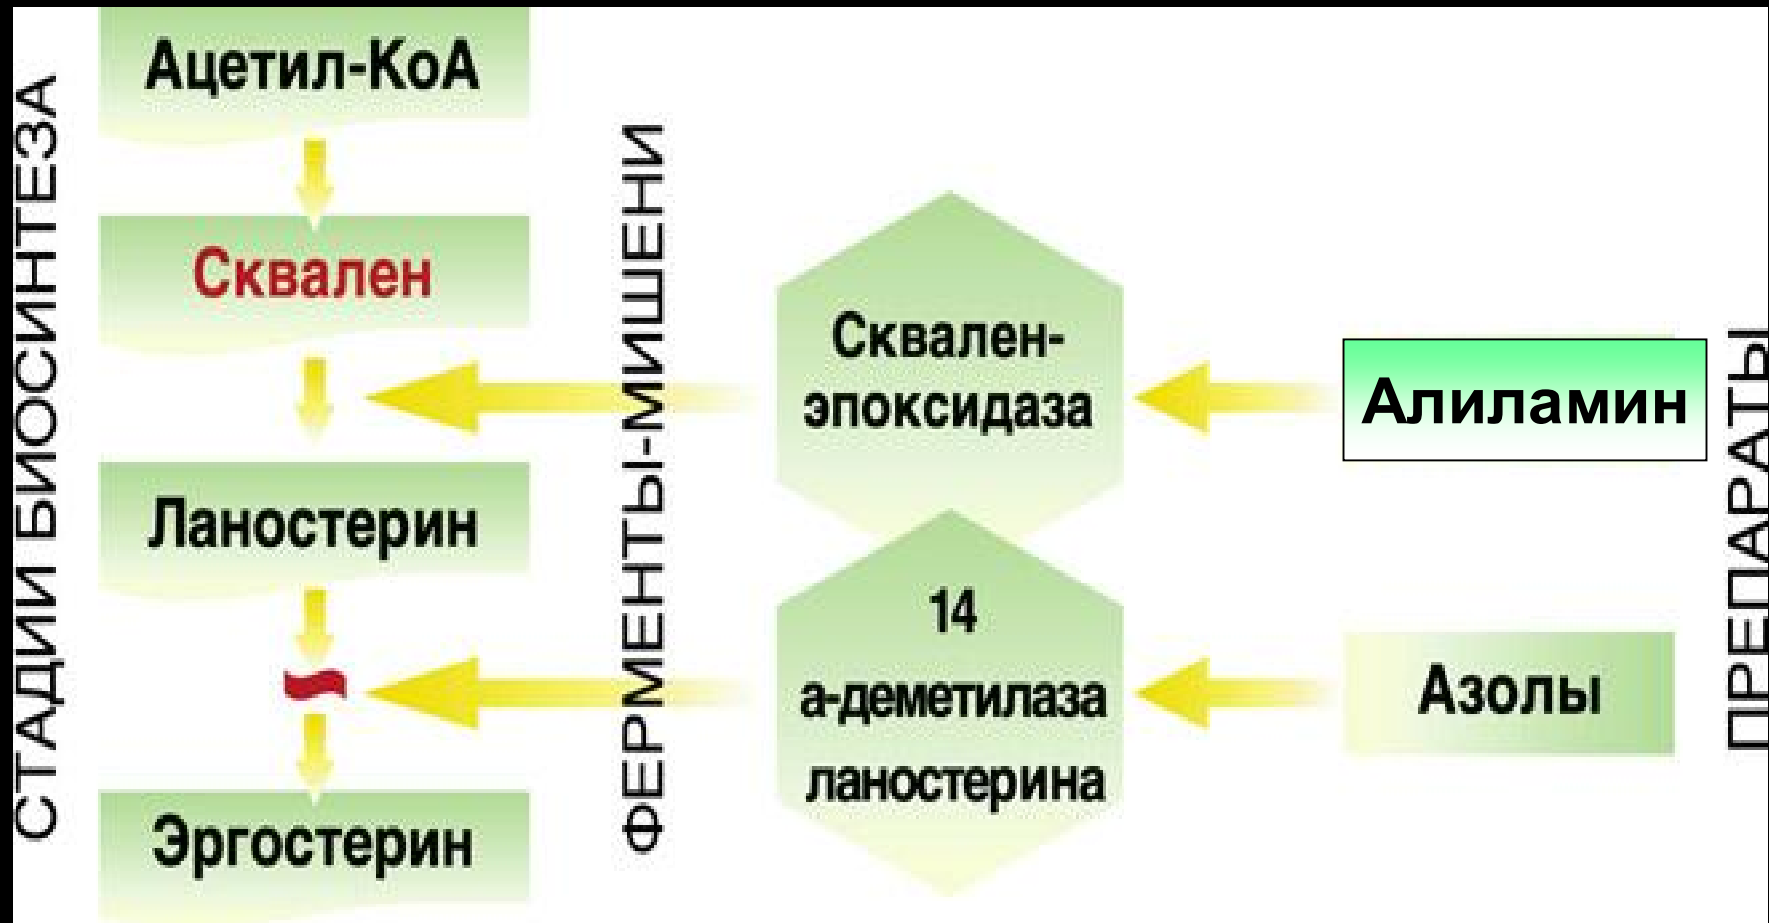 СТАДИИ БИОСИНТЕЗА
Ацетил-КоА
Сквален
Ланостерин
Эргостерин
ФЕРМЕНТЫ-МИШЕНИ
Сквален-
эпоксидаза
14
а-деметилаза
ланостерина
Алиламин
Азолы
ПРЕПАРАТЫ